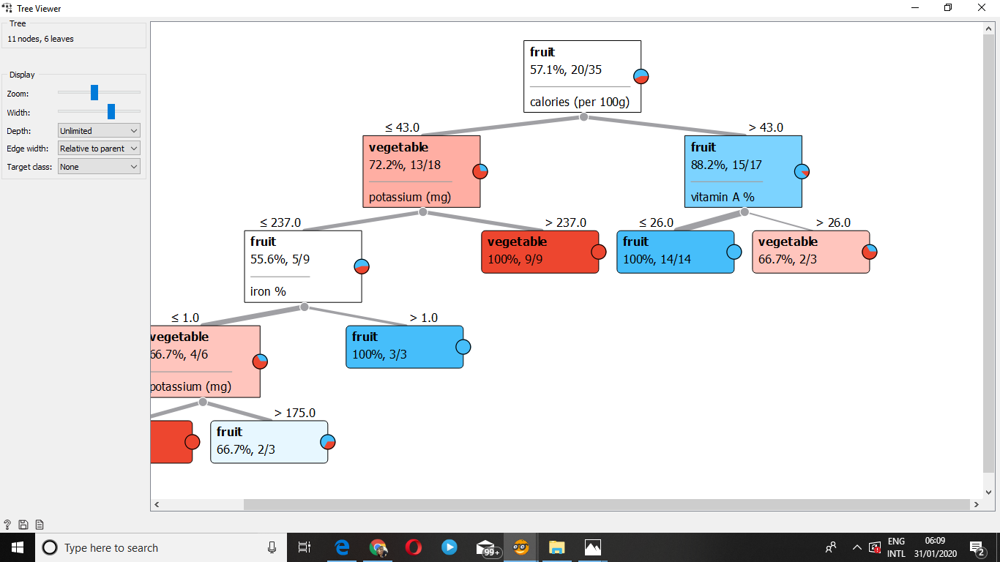 Tree Viewer
Tree
11 nodes, 6 leaves
Display
Zoom:
Width:
Depth:
Unlimited
Edge width:
Relative to parent
Target class:
None
fruit
57.1%, 20/35
calories (per 100g)
≤ 43.0
> 43.0
vegetable
72.2%, 13/18
potassium (mg)
fruit
88.2%, 15/17
vitamin A %
≤ 237.0
> 237.0
≤ 26.0
> 26.0
fruit
55.6%, 5/9
iron %
vegetable
100%, 9/9
fruit
100%, 14/14
vegetable
66.7%, 2/3
≤ 1.0
> 1.0
vegetable
66.7%, 4/6
potassium (mg)
fruit
100%, 3/3
> 175.0
fruit
66.7%, 2/3
Type here to search
99+
ENG
INTL
06:09
31/01/2020
2